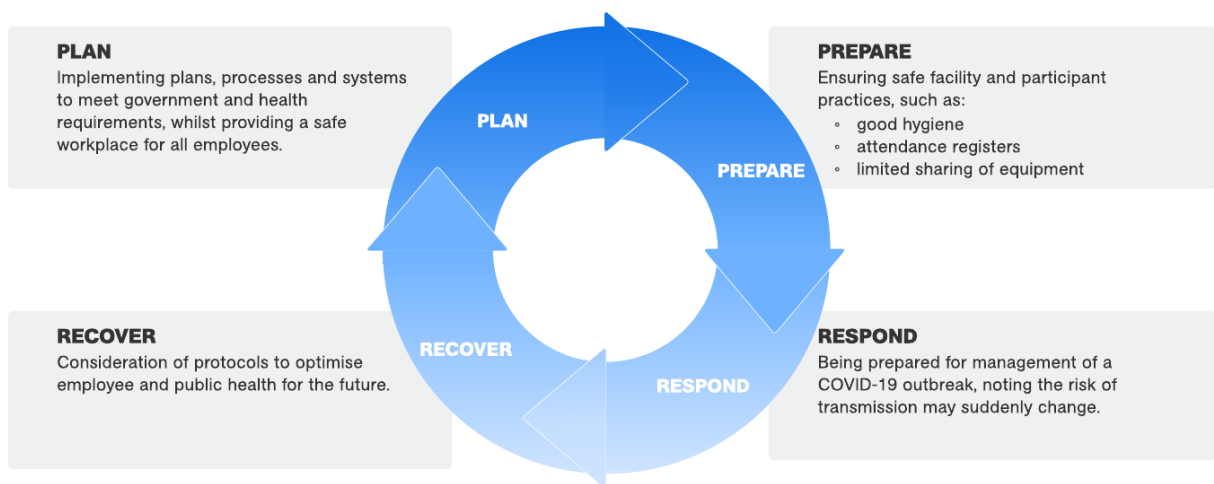 PLAN
Implementing plans, processes and systems
to meet government and health
requirements, whilst providing a safe
workplace for all employees.
PREPARE
Ensuring safe facility and participant
practices, such as:
◦ good hygiene
◦ attendance registers
◦ limited sharing of equipment
PLAN
PREPARE
RECOVER
RESPOND
RECOVER
Consideration of protocols to optimise
employee and public health for the future.
RESPOND
Being prepared for management of a
COVID-19 outbreak, noting the risk of
transmission may suddenly change.